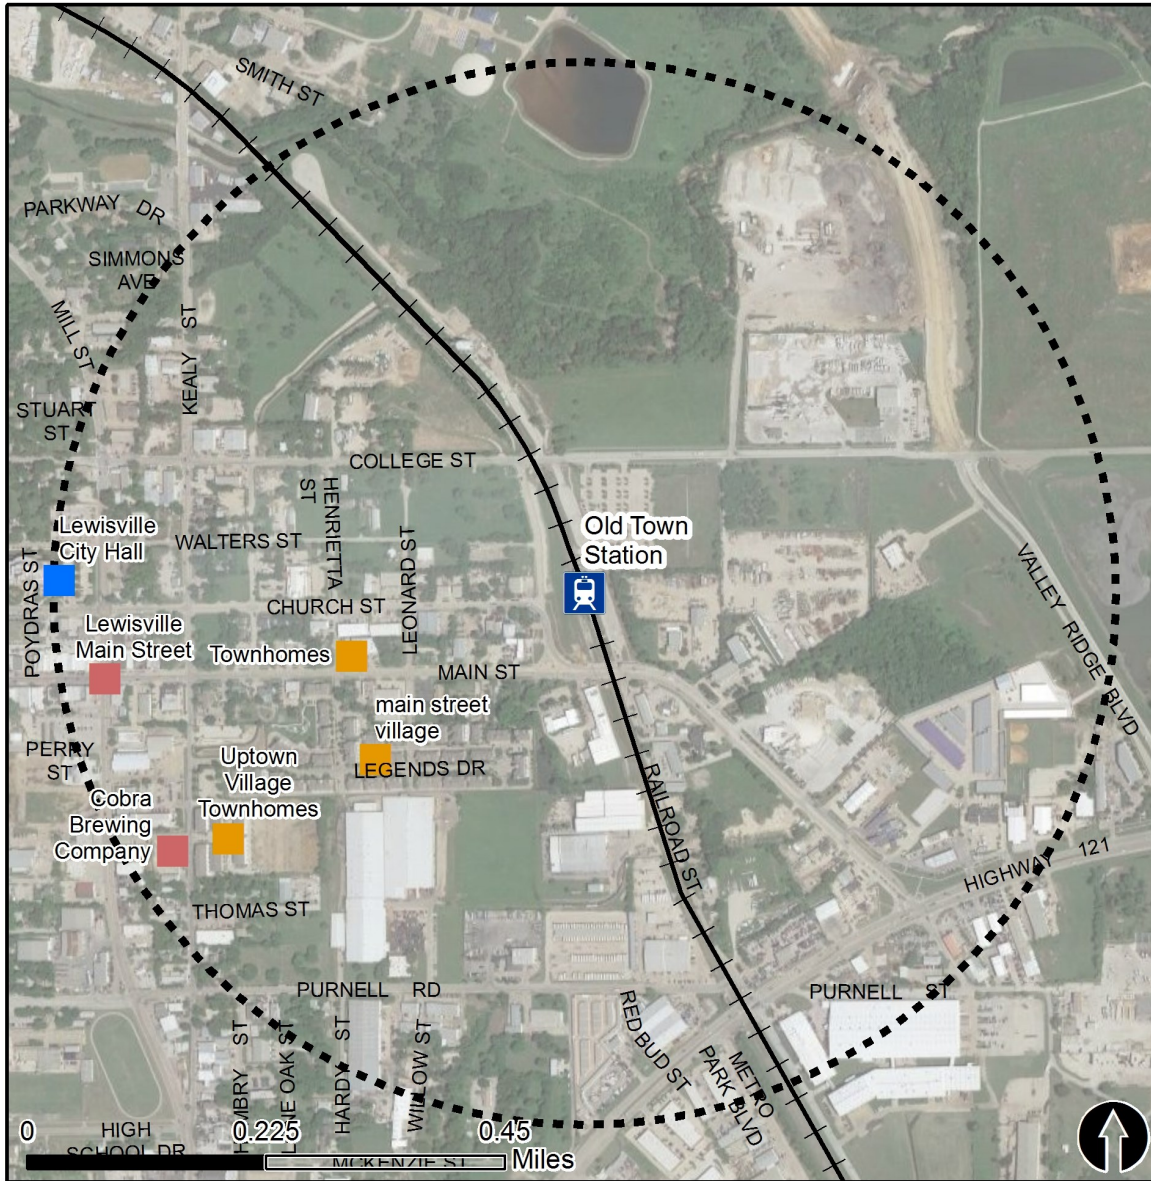 SMITH ST
PARKWAY DR
SIMMONS
AVE
MILL ST
KEALY ST
STUART
ST
COLLEGE ST
HENRIETTA
ST
Lewisville
City Hall
WALTERS ST
LEONARD ST
Old Town
Station
VALLEY RIDGE BLVD
POYDRAS ST
CHURCH ST
Lewisville
Main Street
Townhomes
MAIN ST
main street
village
PERRY
ST
Uptown
Village
Townhomes
LEGENDS DR
RAILROAD ST
Cobra
Brewing
Company
HIGHWAY 121
THOMAS ST
PURNELL RD
PURNELL ST
REDBUD ST
METRO
PARK BLVD
HARDY ST
WILLOW ST
HIGH
SCHOOL DR
MCKENZIE ST
0
0.225
0.45
Miles